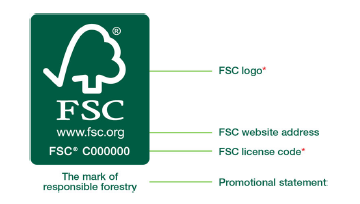 ®
FSC logo*
FSC
www.fsc.org
FSC website address
FSC® C000000
FSC license code*
The mark of
responsible forestry
Promotional statement